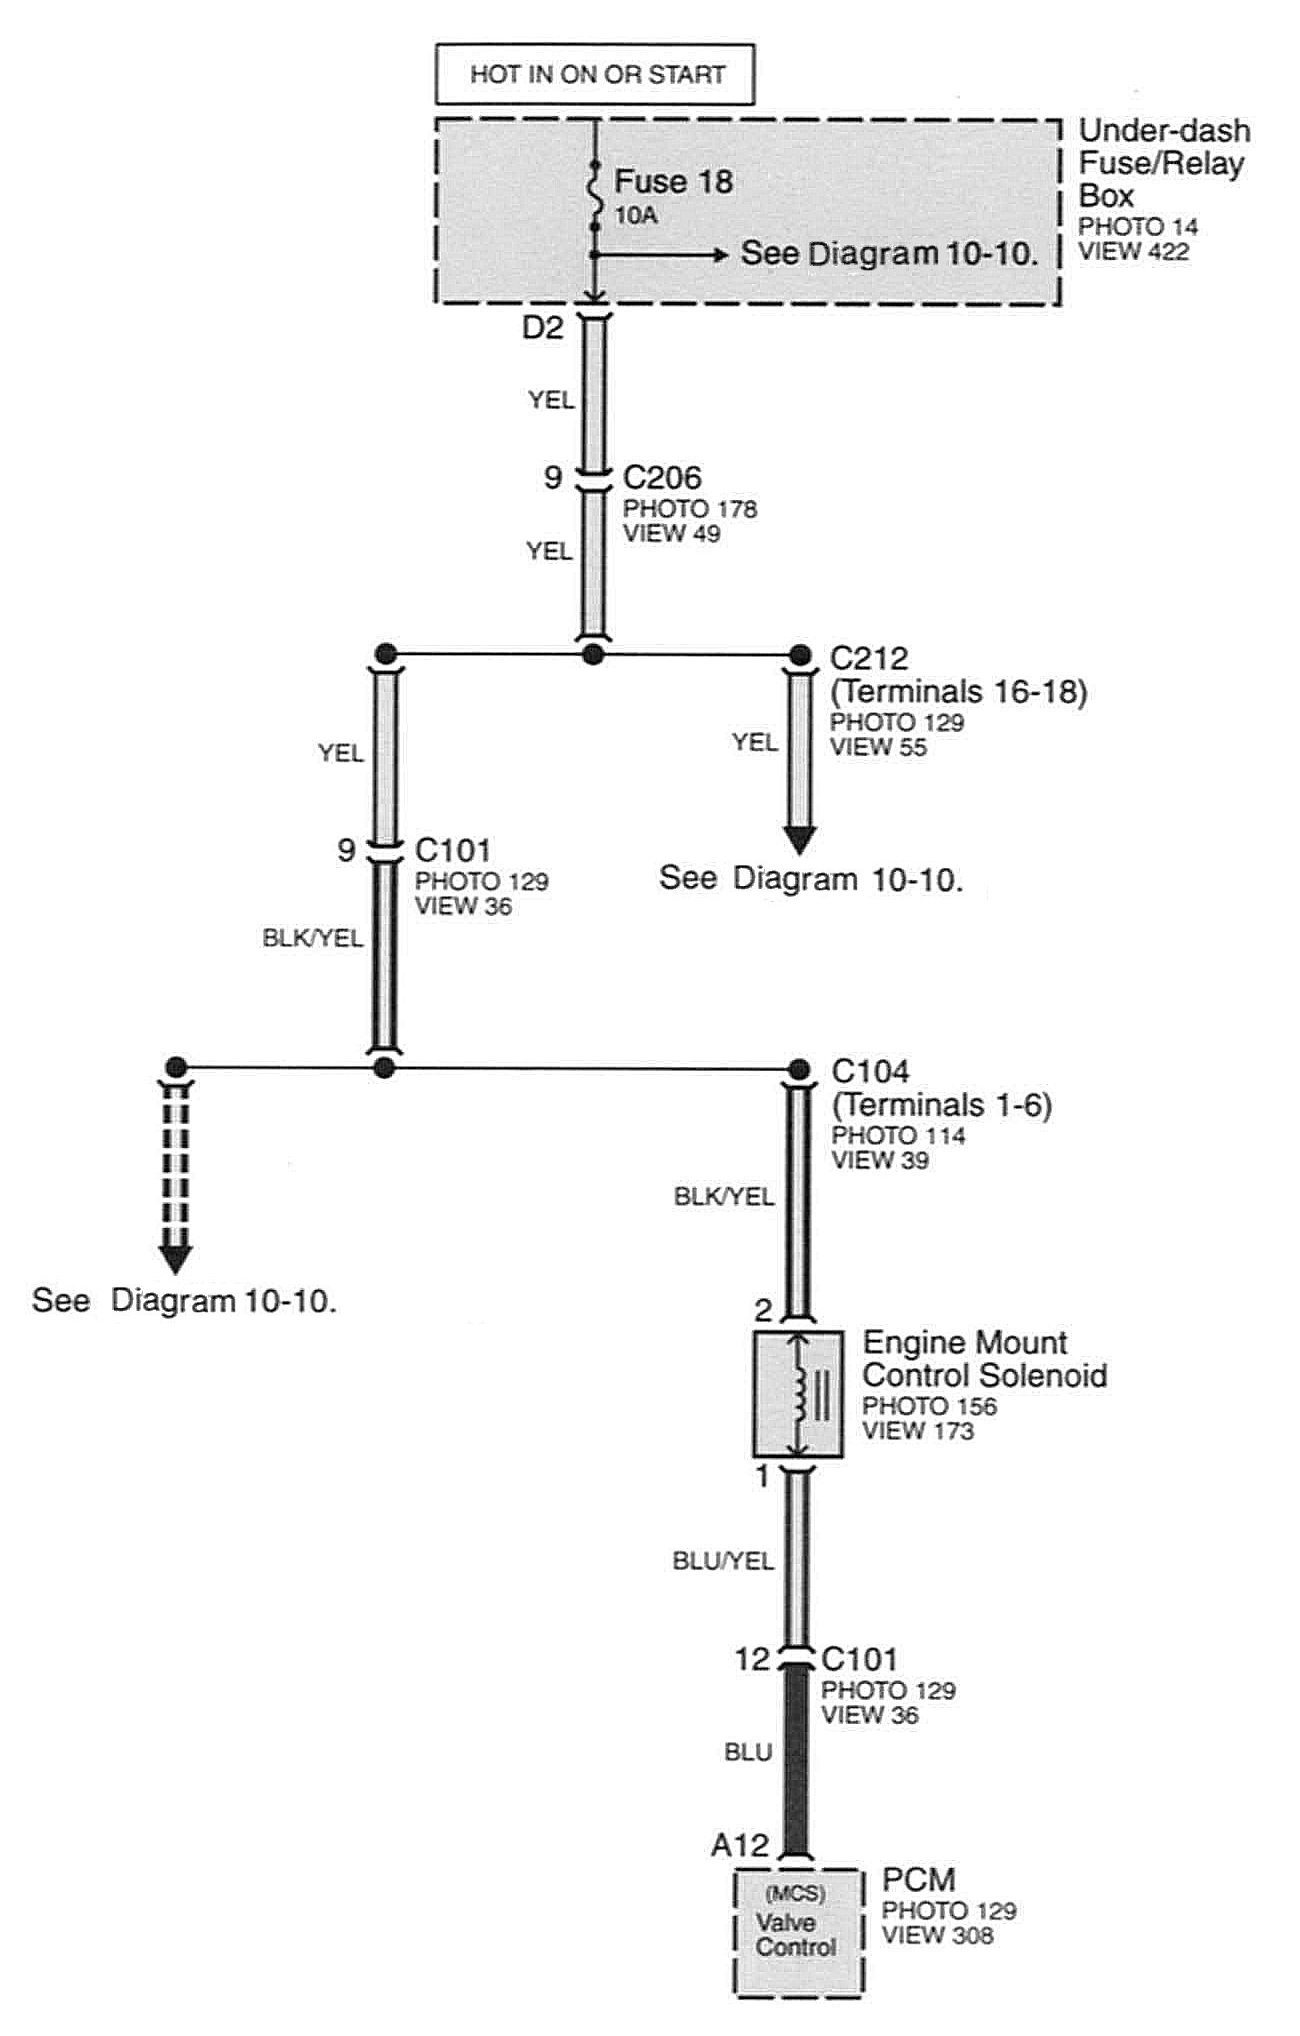 HOT IN ON OR START
Under-dash
Fuse/Relay
Box
PHOTO 14
VIEW 422
Fuse 18
10A
See Diagram 10-10.
D2
YEL
9
C206
PHOTO 178
VIEW 49
YEL
C212
(Terminals 16-18)
PHOTO 129
VIEW 55
YEL
YEL
See Diagram 10-10.
9
C101
PHOTO 129
VIEW 36
BLK/YEL
C104
(Terminals 1-6)
PHOTO 114
VIEW 39
BLK/YEL
See Diagram 10-10.
2
Engine Mount
Control Solenoid
PHOTO 156
VIEW 173
1
BLU/YEL
12
C101
PHOTO 129
VIEW 36
BLU
A12
(MCS)
Valve
Control
PCM
PHOTO 129
VIEW 308